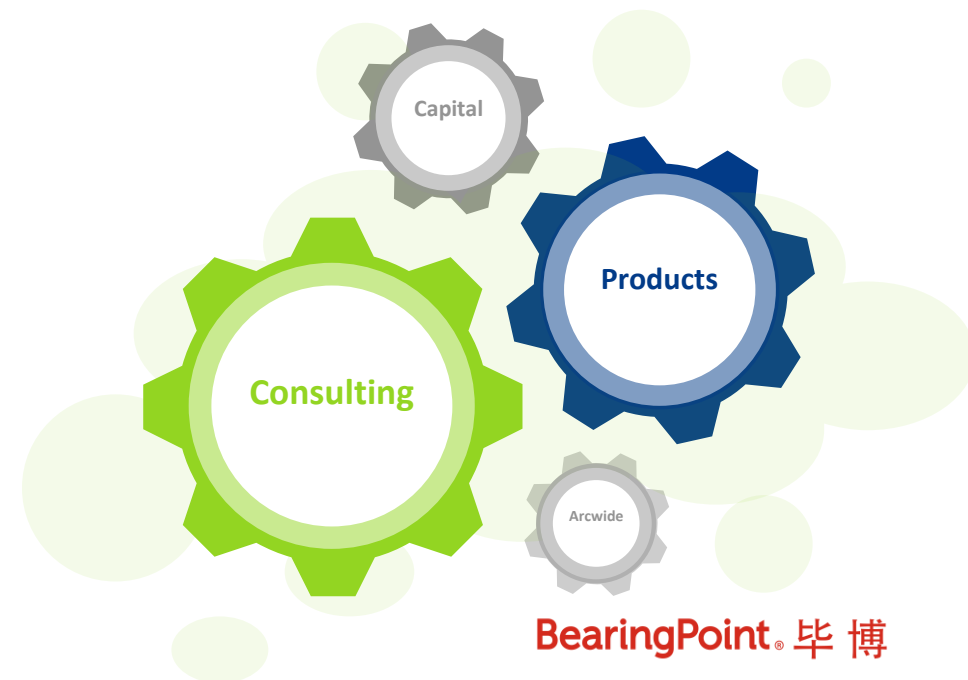 Capital
Products
Consulting
Arcwide
BearingPoint® 毕博